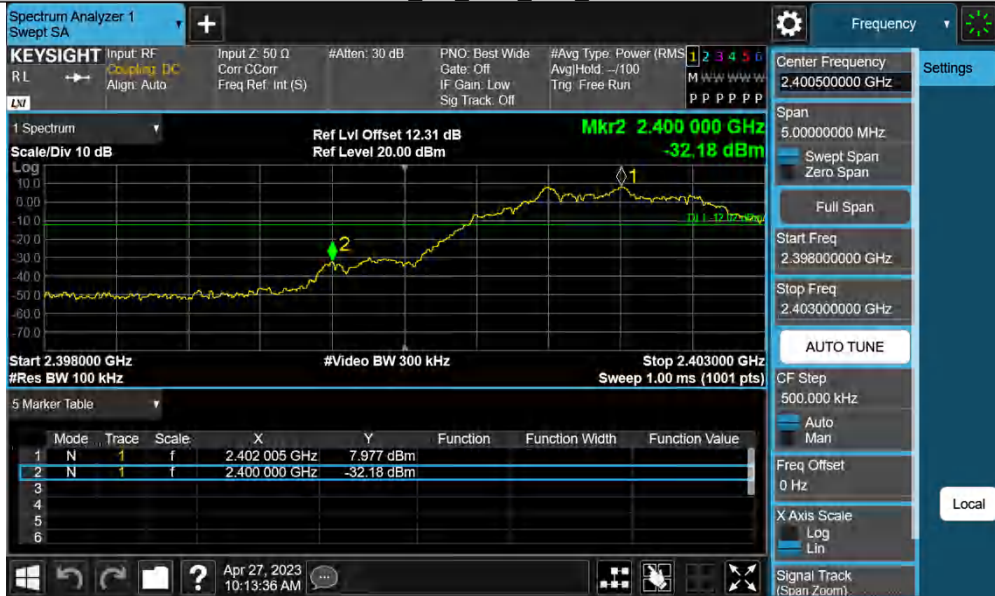 Spectrum Analyzer 1
Swept SA
Frequency
KEYSIGHT
RL
LXI
Input: RF
Coupling: DC
Align: Auto
Input Z: 50 Ω
Corr CCorr
Freq Ref: Int (S)
#Atten: 30 dB
PNO: Best Wide
Gate: Off
IF Gain: Low
Sig Track: Off
#Avg Type: Power (RMS
Avg|Hold: --/100
Trig: Free Run
1 2 3 4 5 6
M W W W W W
P P P P P P
Center Frequency
2.400500000 GHz
Settings
Span
5.00000000 MHz
Swept Span
Zero Span
Full Span
Start Freq
2.398000000 GHz
Stop Freq
2.403000000 GHz
AUTO TUNE
CF Step
500.000 kHz
Auto
Man
Freq Offset
0 Hz
X Axis Scale
Log
Lin
Signal Track
(Span Zoom)
Local
1 Spectrum
Scale/Div 10 dB
Ref Lvl Offset 12.31 dB
Ref Level 20.00 dBm
Mkr2 2.400 000 GHz
-32.18 dBm
Log
10.0
0.00
-10.0
-20.0
-30.0
-40.0
-50.0
-60.0
-70.0
1
2
DL1 -12.02 dBm
Start 2.398000 GHz
#Res BW 100 kHz
#Video BW 300 kHz
Stop 2.403000 GHz
Sweep 1.00 ms (1001 pts)
5 Marker Table
Mode Trace Scale X Y Function Function Width Function Value
1 N 1 f 2.402 005 GHz 7.977 dBm
2 N 1 f 2.400 000 GHz -32.18 dBm
3
4
5
6
?
Apr 27, 2023
10:13:36 AM